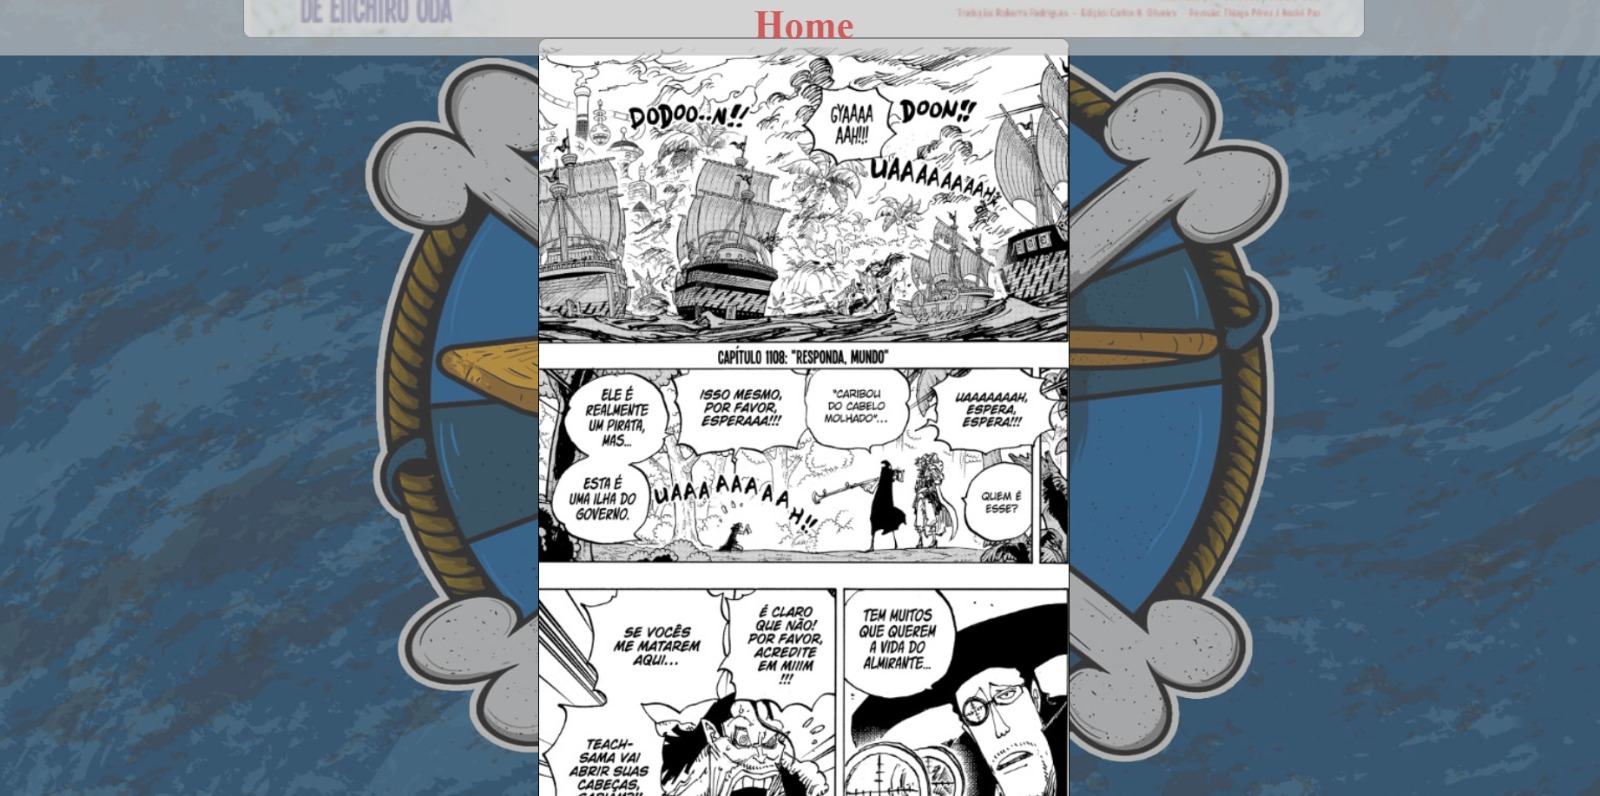 DE EIICHIRO ODA
Home
DODOO..N!!
GYAAAA
AAH!!!
DOON!!
UAAAAAAAAH!!
CAPÍTULO 1108: "RESPONDA, MUNDO"
UAAAAAAAH,
ESPERA,
ESPERA!!!
QUEM É
ESSE?
"CARIBOU
DO CABELO
MOLHADO"...
ISSO MESMO,
POR FAVOR,
ESPERAAA!!!
UAAAAAAAAH!!
ELE É
REALMENTE
UM PIRATA,
MAS...
ESTA É
UMA ILHA DO
GOVERNO.
TEM MUITOS
QUE QUEREM
A VIDA DO
ALMIRANTE...
É CLARO
QUE NÃO!
POR FAVOR,
ACREDITE
EM MIIIM
!!!
SE VOCÊS
ME MATAREM
AQUI...
TEACH-
SAMA VAI
ABRIR SUAS
CABEÇAS,